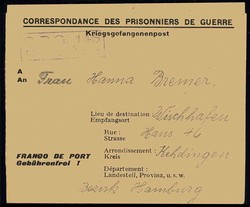 CORRESPONDANCE DES PRISONNIERS DE GUERRE
Kriegsgefangenenpost
A
An Frau Hanna Bremer.
Lieu de destination
Empfangsort Wischhafen
Rue:
Strasse Haus 46
FRANCO DE PORT
Gebührenfrei!
Arrondissement:
Kreis Kehdingen
Département:
Landesteil, Provinz, u. s. w.
Bezirk Hamburg